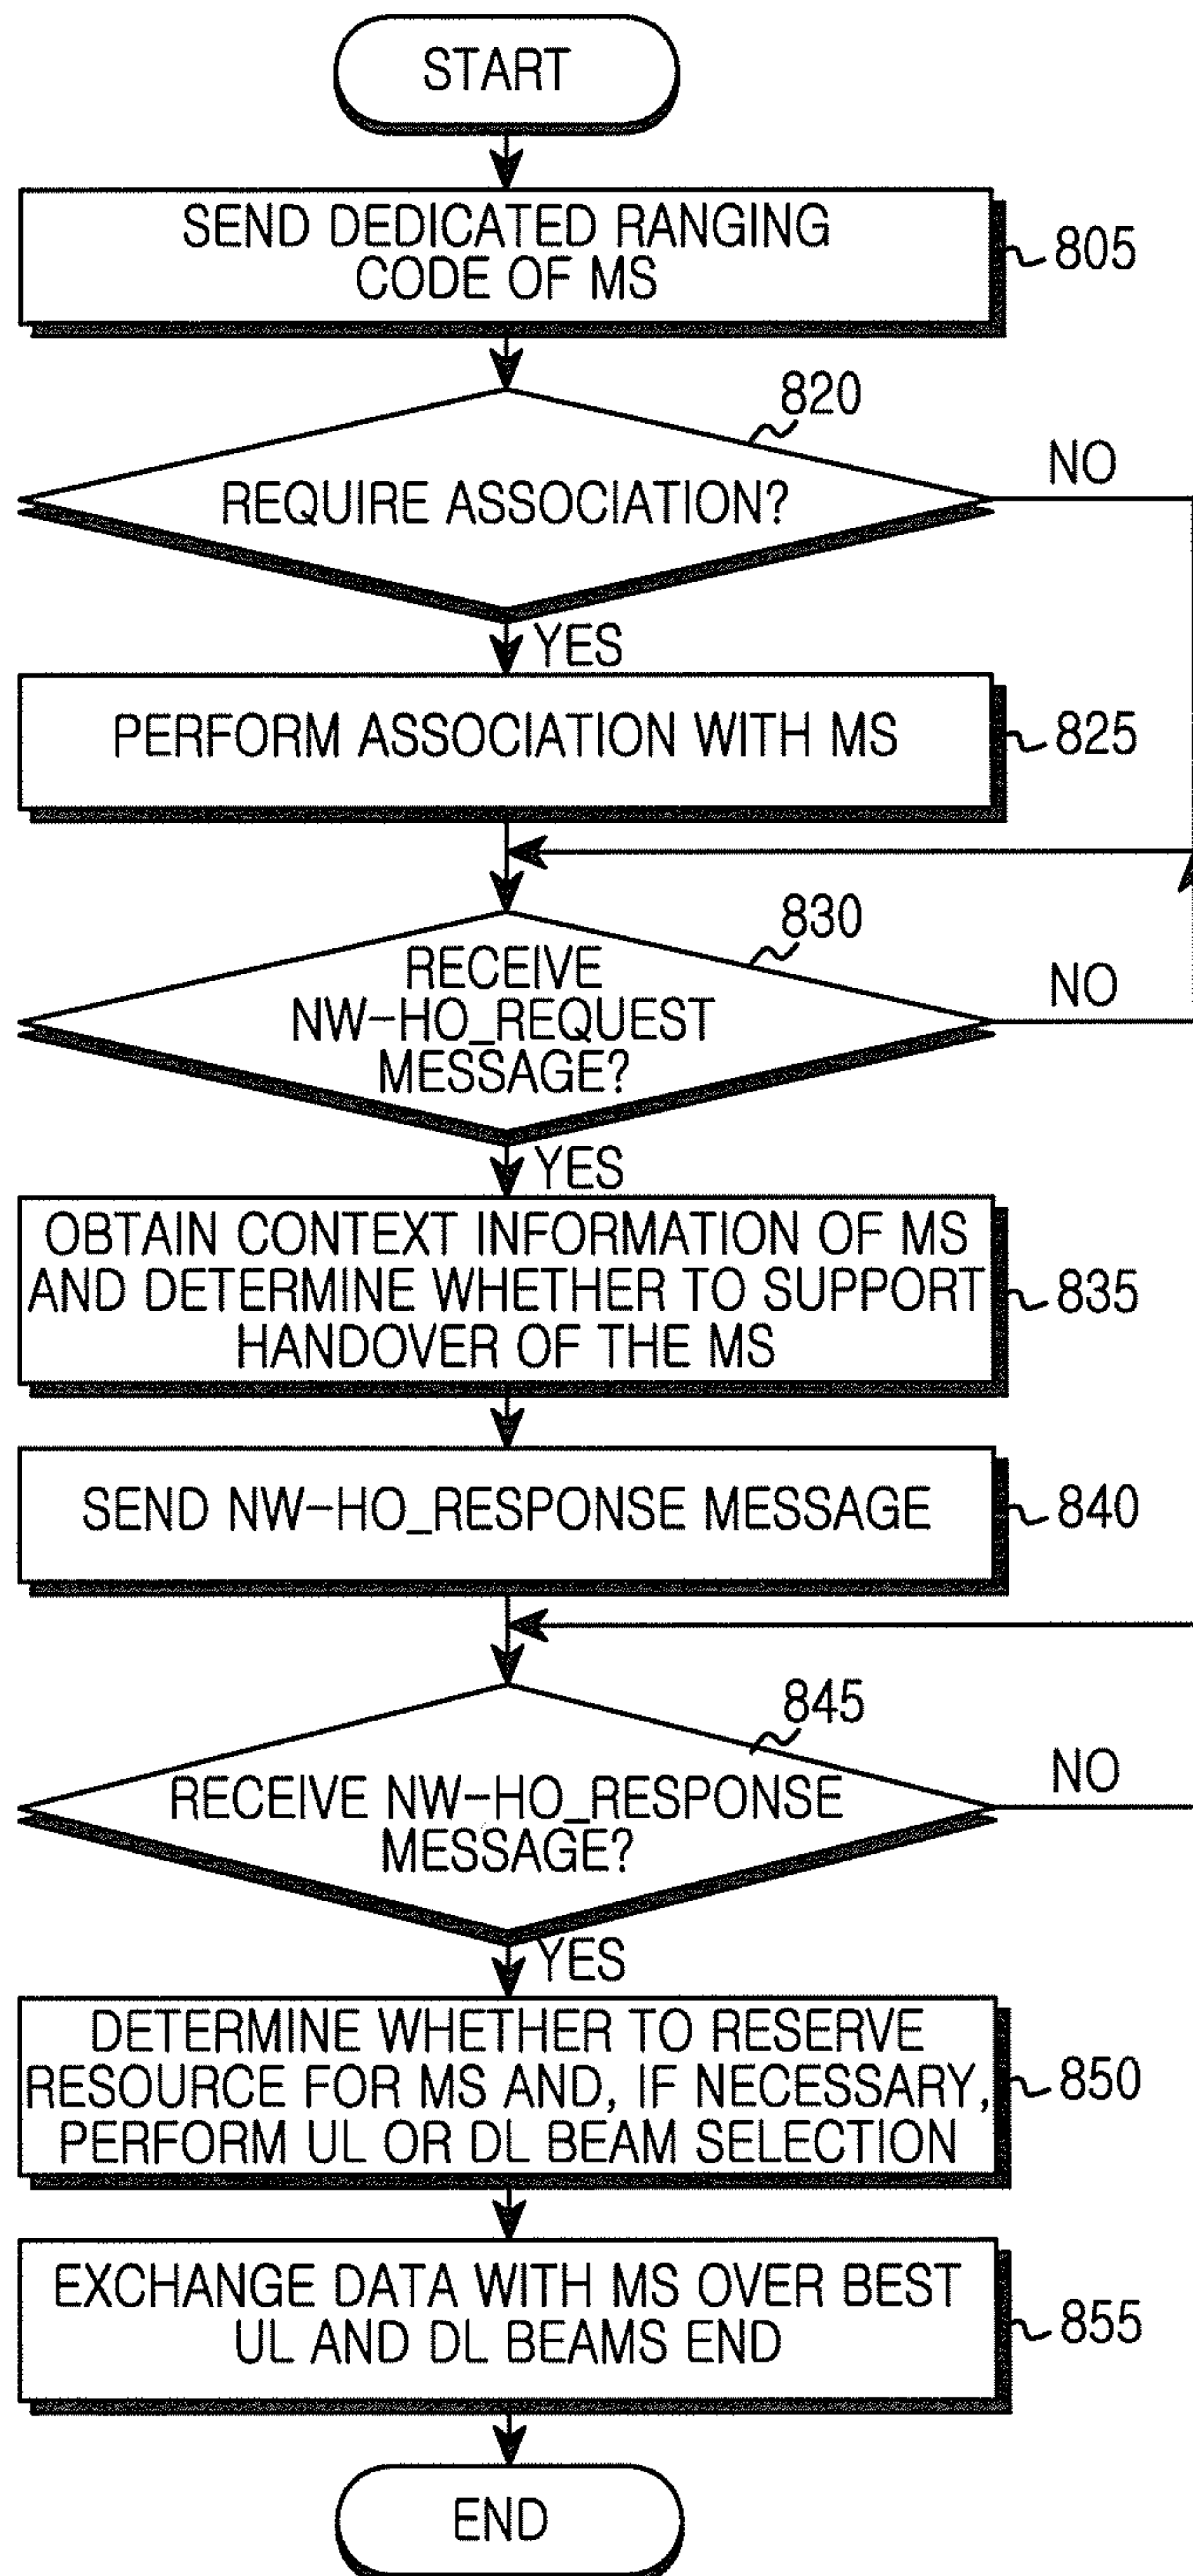 START
SEND DEDICATED RANGING
CODE OF MS
805
820
REQUIRE ASSOCIATION?
NO
YES
PERFORM ASSOCIATION WITH MS
825
830
RECEIVE
NW-HO_REQUEST
MESSAGE?
NO
YES
OBTAIN CONTEXT INFORMATION OF MS
AND DETERMINE WHETHER TO SUPPORT
HANDOVER OF THE MS
835
SEND NW-HO_RESPONSE MESSAGE
840
845
RECEIVE NW-HO_RESPONSE
MESSAGE?
NO
YES
DETERMINE WHETHER TO RESERVE
RESOURCE FOR MS AND, IF NECESSARY,
PERFORM UL OR DL BEAM SELECTION
850
EXCHANGE DATA WITH MS OVER BEST
UL AND DL BEAMS END
855
END